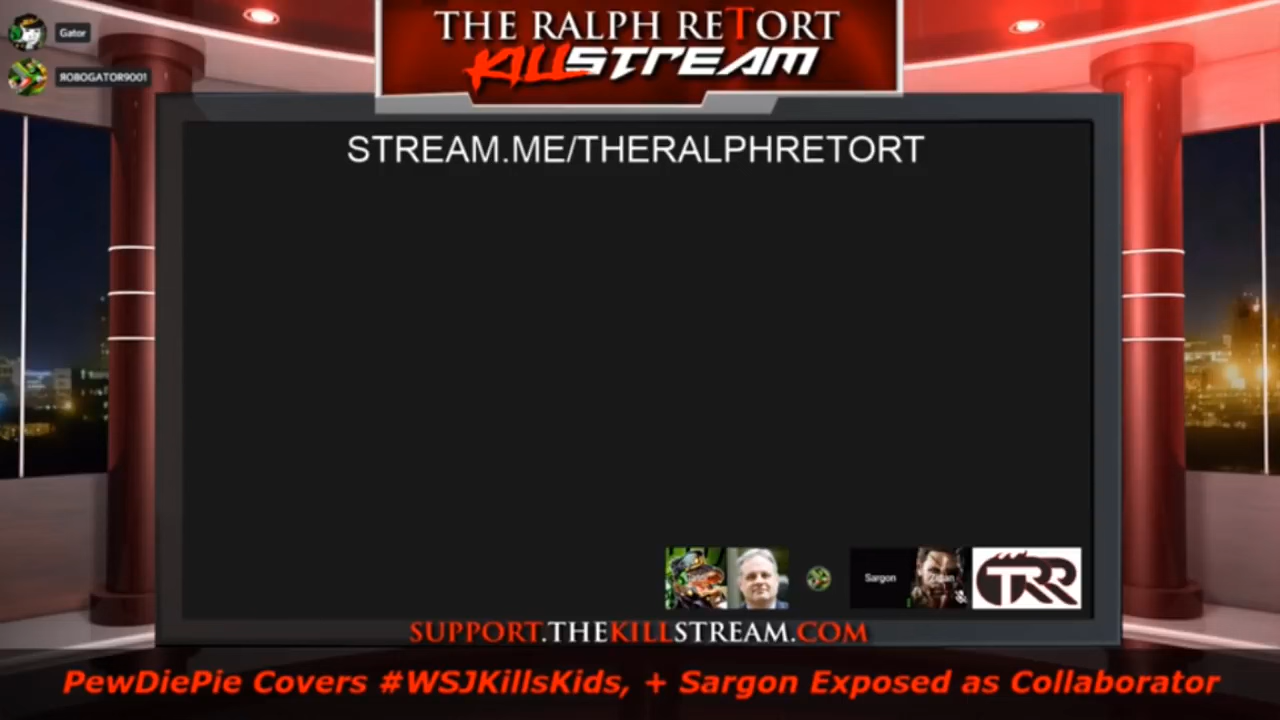 Gator
ЯOBOGATOR9001
THE RALPH RETORT
KILLSTREAM
STREAM.ME/THERALPHRETORT
Sargon
TRR
SUPPORT.THEKILLSTREAM.COM
PewDiePie Covers #WSJKillsKids, + Sargon Exposed as Collaborator